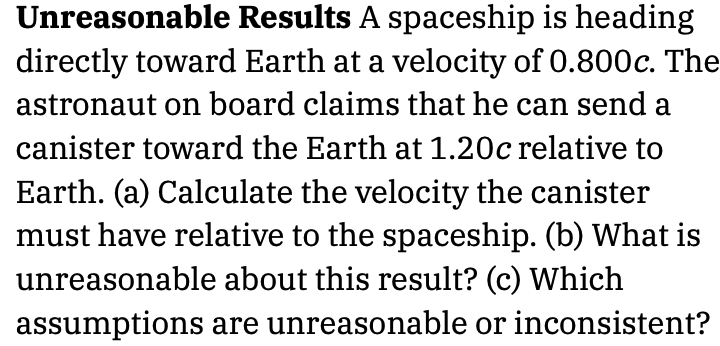 Unreasonable Results A spaceship is heading
directly toward Earth at a velocity of 0.800c. The
astronaut on board claims that he can send a
canister toward the Earth at 1.20c relative to
Earth. (a) Calculate the velocity the canister
must have relative to the spaceship. (b) What is
unreasonable about this result? (c) Which
assumptions are unreasonable or inconsistent?